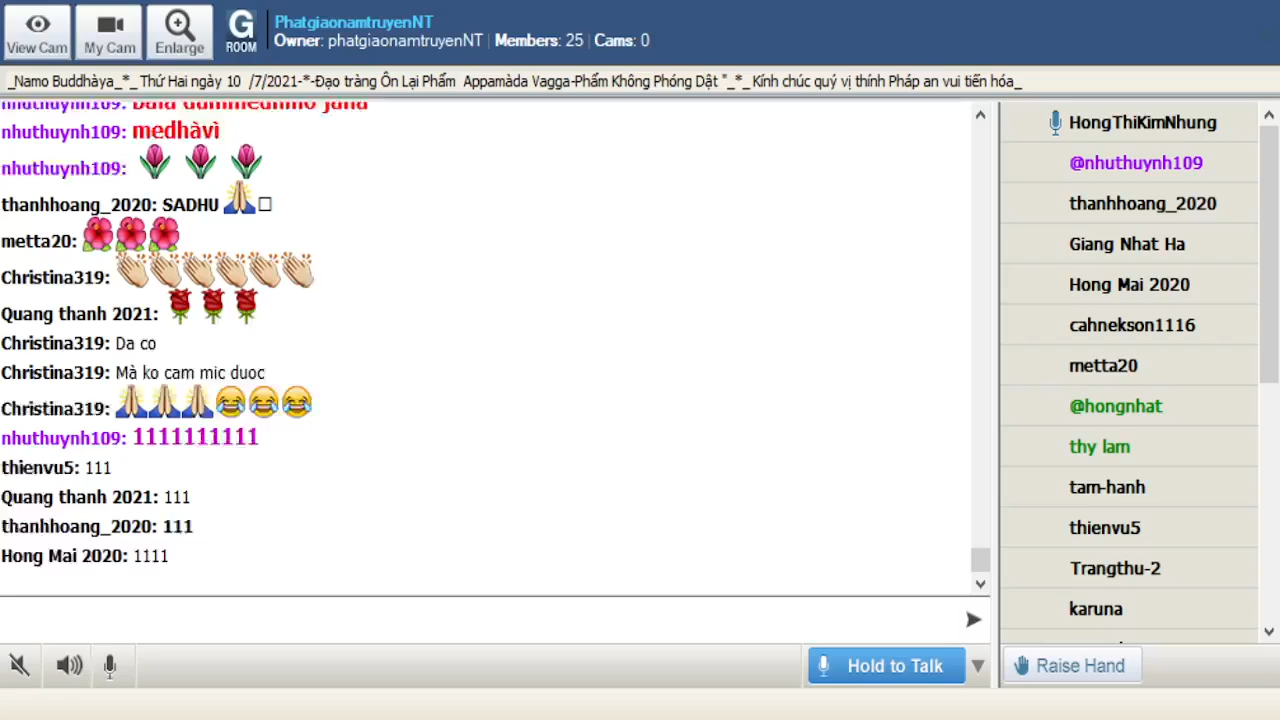 View Cam
My Cam
Enlarge
G
ROOM
PhatgiaonamtruyenNT
Owner: phatgiaonamtruyenNT | Members: 25 | Cams: 0
_Namo Buddhàya_*_ Thứ Hai ngày 10 /7/2021-*-Đạo tràng Ôn Lại Phẩm Appamàda Vagga-Phẩm Không Phóng Dật "_*_ Kính chúc quý vị thính Pháp an vui tiến hóa_
nhuthuynh109: bala dummedhino jana
nhuthuynh109: medhàvì
nhuthuynh109:
thanhhoang_2020: SADHU
metta20:
Christina319:
Quang thanh 2021:
Christina319: Da co
Christina319: Mà ko cam mic duoc
Christina319:
nhuthuynh109: 1111111111
thienvu5: 111
Quang thanh 2021: 111
thanhhoang_2020: 111
Hong Mai 2020: 1111
HongThiKimNhung
@nhuthuynh109
thanhhoang_2020
Giang Nhat Ha
Hong Mai 2020
cahnekson1116
metta20
@hongnhat
thy lam
tam-hanh
thienvu5
Trangthu-2
karuna
Hold to Talk
Raise Hand